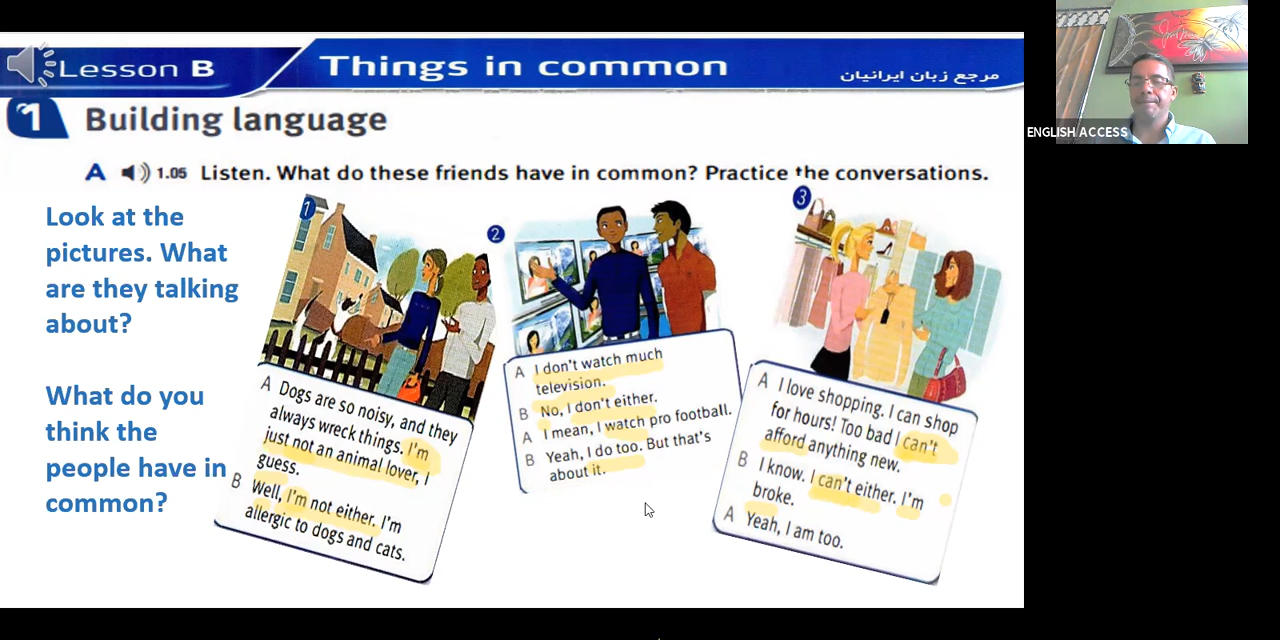 Lesson B
Things in common
مرجع زبان ایرانیان
1 Building language
A 1.05 Listen. What do these friends have in common? Practice the conversations.
Look at the
pictures. What
are they talking
about?
What do you
think the
people have in
common?
1
A Dogs are so noisy, and they
always wreck things. I'm
just not an animal lover, I
guess.
B Well, I'm not either. I'm
allergic to dogs and cats.
2
A I don't watch much
television.
B No, I don't either.
A I mean, I watch pro football.
B Yeah, I do too. But that's
about it.
3
A I love shopping. I can shop
for hours! Too bad I can't
afford anything new.
B I know. I can't either. I'm
broke.
A Yeah, I am too.
ENGLISH ACCESS